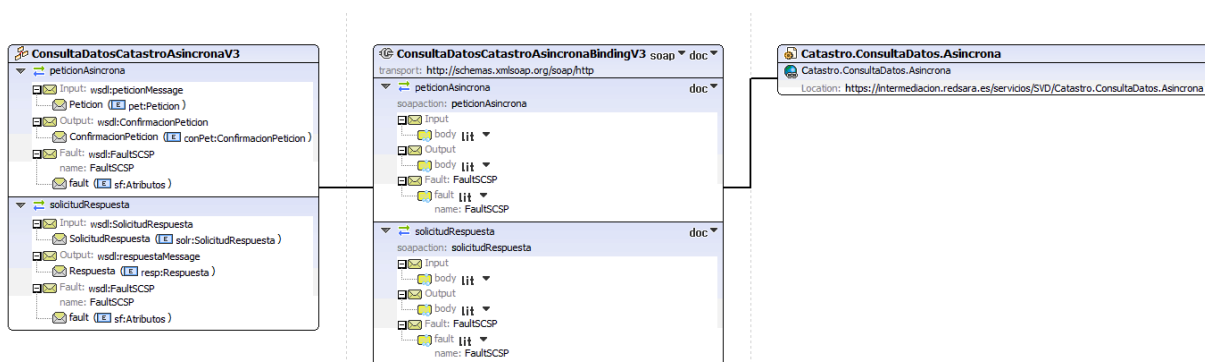 ConsultaDatosCatastroAsincronaV3
peticionAsincrona
Input: wsdl:peticionMessage
Peticion ( E pet:Peticion )
Output: wsdl:ConfirmacionPeticion
ConfirmacionPeticion ( E conPet:ConfirmacionPeticion )
Fault: wsdl:FaultSCSP
name: FaultSCSP
fault ( E sf:Atributos )
solicitudRespuesta
Input: wsdl:SolicitudRespuesta
SolicitudRespuesta ( E solr:SolicitudRespuesta )
Output: wsdl:respuestaMessage
Respuesta ( E resp:Respuesta )
Fault: wsdl:FaultSCSP
name: FaultSCSP
fault ( E sf:Atributos )
ConsultaDatosCatastroAsincronaBindingV3 soap doc
transport: http://schemas.xmlsoap.org/soap/http
peticionAsincrona doc
soapaction: peticionAsincrona
Input
body lit
Output
body lit
Fault: FaultSCSP
fault lit
name: FaultSCSP
solicitudRespuesta doc
soapaction: solicitudRespuesta
Input
body lit
Output
body lit
Fault: FaultSCSP
fault lit
name: FaultSCSP
Catastro.ConsultaDatos.Asincrona
Catastro.ConsultaDatos.Asincrona
Location: https://intermediacion.redsara.es/servicios/SVD/Catastro.ConsultaDatos.Asincrona